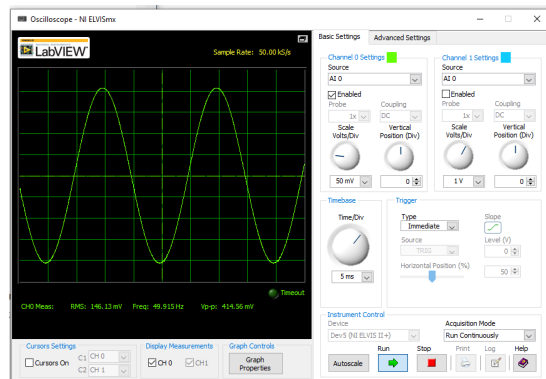 Oscilloscope - NI ELVISmx
LabVIEW
Sample Rate: 50.00 kS/s
Timeout
CH0 Meas: RMS: 146.13 mV Freq: 49.915 Hz Vp-p: 414.56 mV
Cursors Settings
Cursors On
C1 CH 0
C2 CH 1
Display Measurements
CH 0 CH1
Graph Controls
Graph
Properties
Basic Settings Advanced Settings
Channel 0 Settings
Source
AI 0
Enabled
Probe Coupling
1x DC
Scale Vertical
Volts/Div Position (Div)
50 mV 0
Channel 1 Settings
Source
AI 0
Enabled
Probe Coupling
1x DC
Scale Vertical
Volts/Div Position (Div)
1 V 0
Timebase
Time/Div
5 ms
Trigger
Type Slope
Immediate
Source Level (V)
TRIG 0
Horizontal Position (%)
50
Instrument Control
Device Acquisition Mode
Dev5 (NI ELVIS II+) Run Continuously
Run Stop Print Log Help
Autoscale